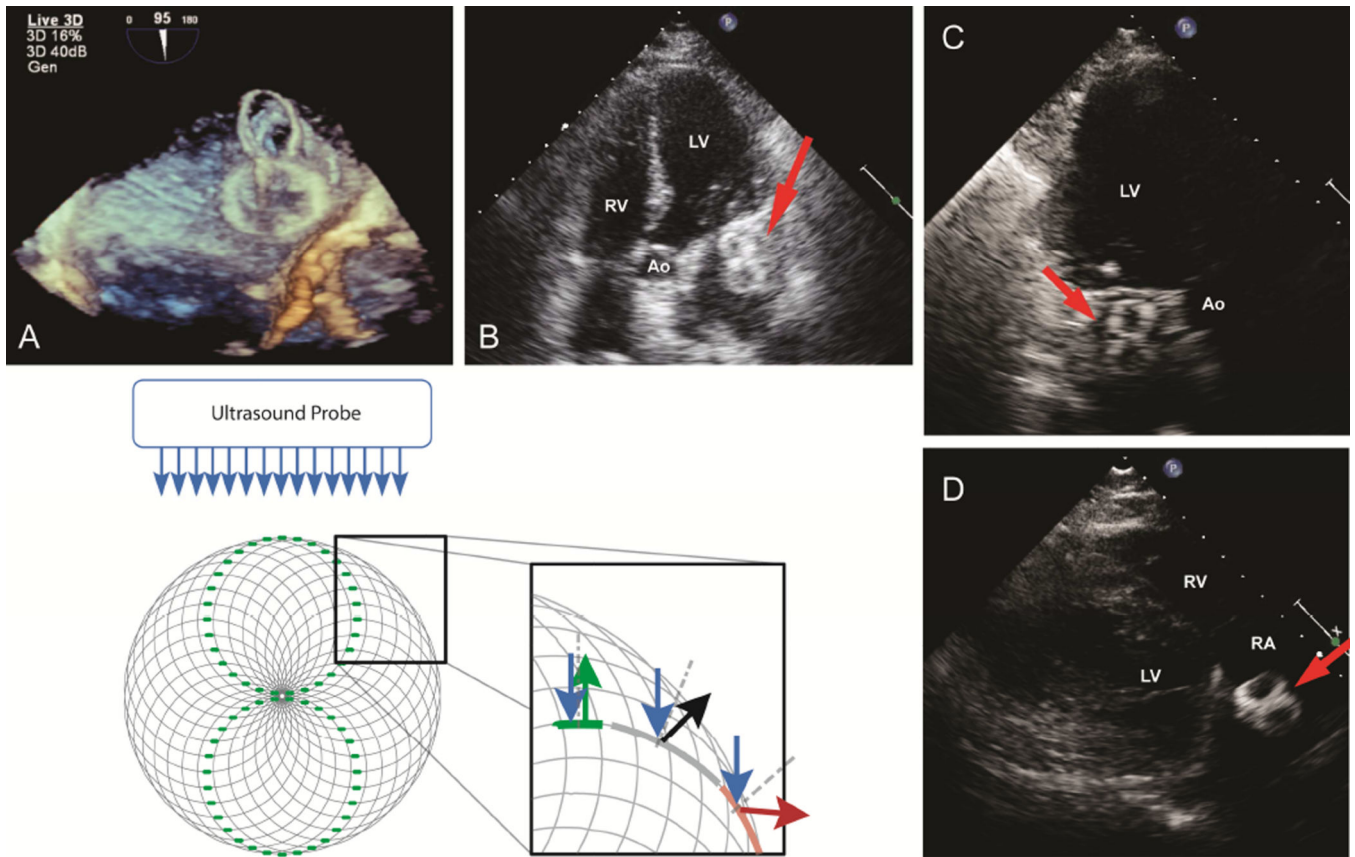 Live 3D
3D 16%
3D 40dB
Gen
0 95 180
A
P
LV
RV
Ao
B
P
C
LV
Ao
Ultrasound Probe
P
D
RV
RA
LV
X